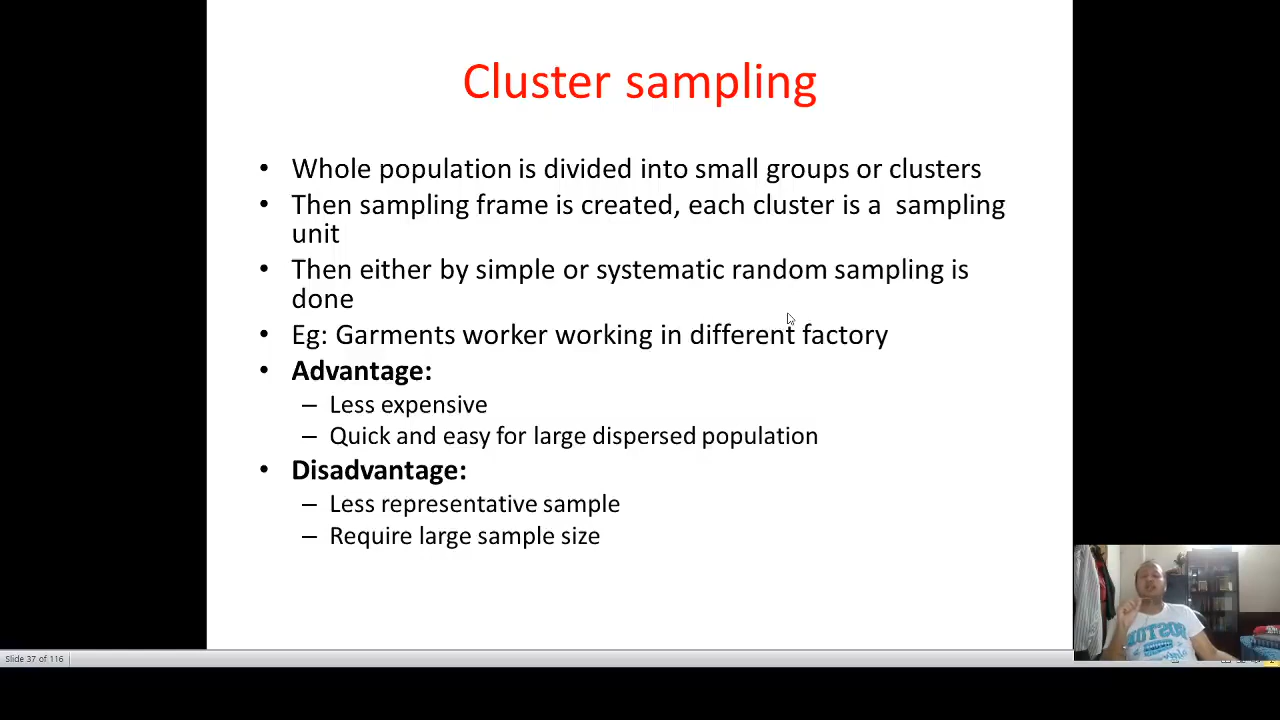 Cluster sampling
• Whole population is divided into small groups or clusters
• Then sampling frame is created, each cluster is a  sampling
unit
• Then either by simple or systematic random sampling is
done
• Eg: Garments worker working in different factory
• Advantage:
– Less expensive
– Quick and easy for large dispersed population
• Disadvantage:
– Less representative sample
– Require large sample size
Slide 37 of 116
BOSTON